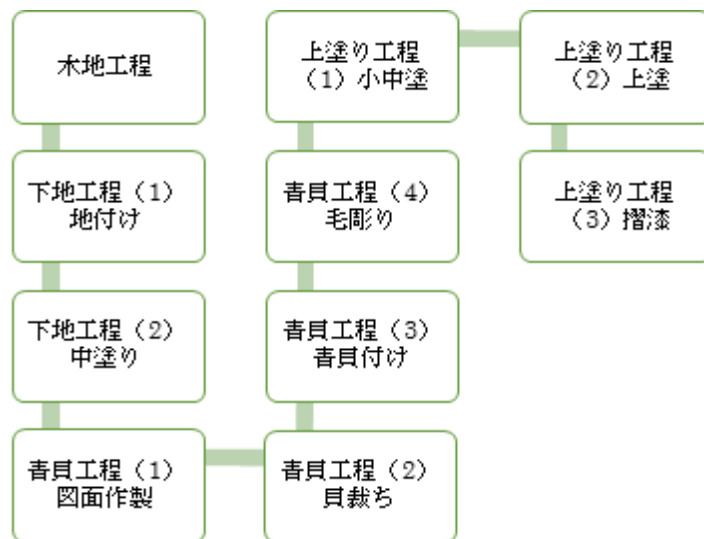 木地工程
下地工程（1）
地付け
下地工程（2）
中塗り
青貝工程（1）
図面作製
青貝工程（2）
貝裁ち
青貝工程（3）
青貝付け
青貝工程（4）
毛彫り
上塗り工程
（1）小中塗
上塗り工程
（2）上塗
上塗り工程
（3）摺漆